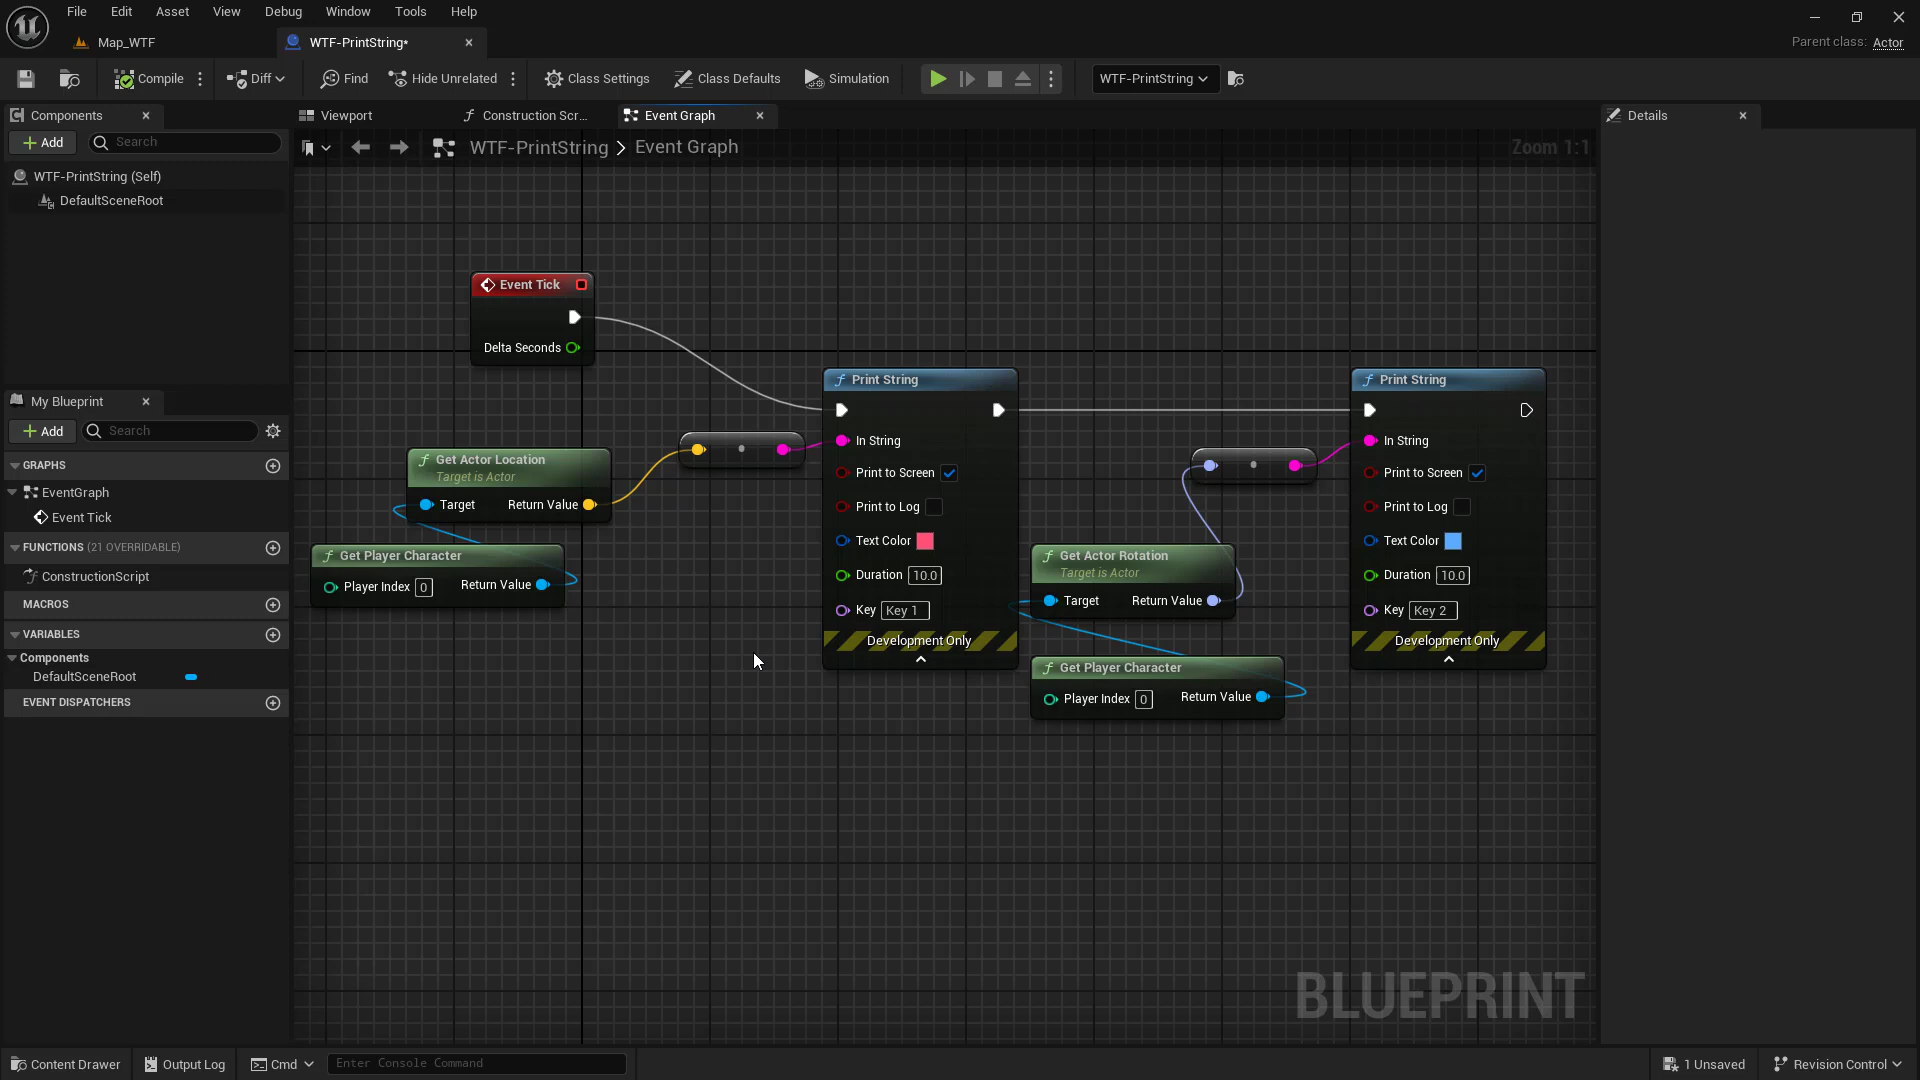 File Edit Asset View Debug Window Tools Help
Map_WTF WTF-PrintString* Parent class: Actor
Compile Diff Find Hide Unrelated Class Settings Class Defaults Simulation WTF-PrintString
Components Viewport Construction Scr... Event Graph Details
Add Search WTF-PrintString > Event Graph Zoom 1:1
WTF-PrintString (Self)
DefaultSceneRoot
My Blueprint
Add Search
GRAPHS
EventGraph
Event Tick
FUNCTIONS (21 OVERRIDABLE)
ConstructionScript
MACROS
VARIABLES
Components
DefaultSceneRoot
EVENT DISPATCHERS
Event Tick
Delta Seconds
Get Actor Location
Target is Actor
Target Return Value
Get Player Character
Player Index 0 Return Value
Print String
In String
Print to Screen
Print to Log
Text Color
Duration 10.0
Key Key 1
Development Only
Get Actor Rotation
Target is Actor
Target Return Value
Get Player Character
Player Index 0 Return Value
Print String
In String
Print to Screen
Print to Log
Text Color
Duration 10.0
Key Key 2
Development Only
BLUEPRINT
Content Drawer Output Log Cmd Enter Console Command 1 Unsaved Revision Control